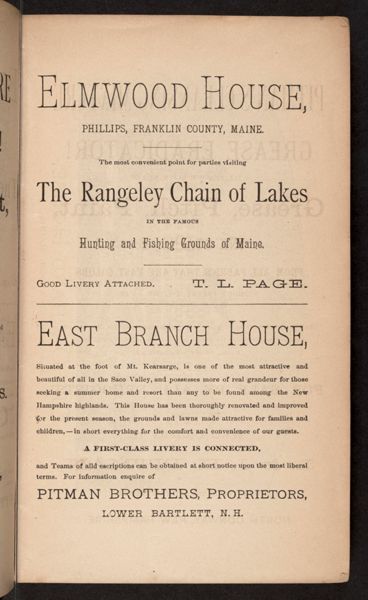 ELMWOOD HOUSE,
PHILLIPS, FRANKLIN COUNTY, MAINE.
The most convenient point for parties visiting
The Rangeley Chain of Lakes
IN THE FAMOUS
Hunting and Fishing Grounds of Maine.
GOOD LIVERY ATTACHED. T. L. PAGE.
EAST BRANCH HOUSE,
Situated at the foot of Mt. Kearsarge, is one of the most attractive and
beautiful of all in the Saco Valley, and possesses more of real grandeur for those
seeking a summer home and resort than any to be found among the New
Hampshire highlands. This House has been thoroughly renovated and improved
for the present season, the grounds and lawns made attractive for families and
children,—in short everything for the comfort and convenience of our guests.
A FIRST-CLASS LIVERY IS CONNECTED,
and Teams of alld escriptions can be obtained at short notice upon the most liberal
terms. For information enquire of
PITMAN BROTHERS, PROPRIETORS,
LOWER BARTLETT, N. H.